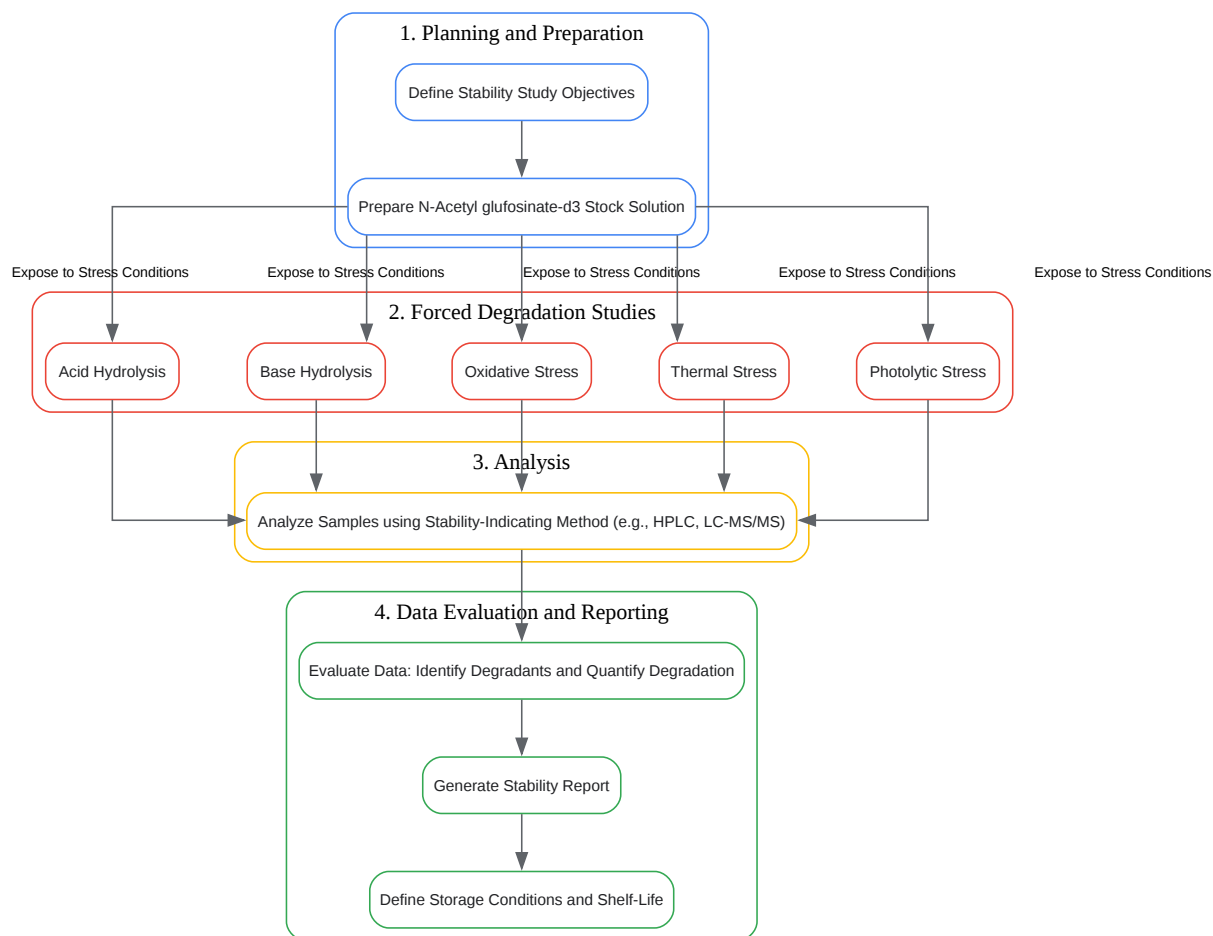 1. Planning and Preparation
Define Stability Study Objectives
Prepare N-Acetyl glufosinate-d3 Stock Solution
Expose to Stress Conditions
Expose to Stress Conditions
Expose to Stress Conditions
Expose to Stress Conditions
Expose to Stress Conditions
2. Forced Degradation Studies
Acid Hydrolysis
Base Hydrolysis
Oxidative Stress
Thermal Stress
Photolytic Stress
3. Analysis
Analyze Samples using Stability-Indicating Method (e.g., HPLC, LC-MS/MS)
4. Data Evaluation and Reporting
Evaluate Data: Identify Degradants and Quantify Degradation
Generate Stability Report
Define Storage Conditions and Shelf-Life